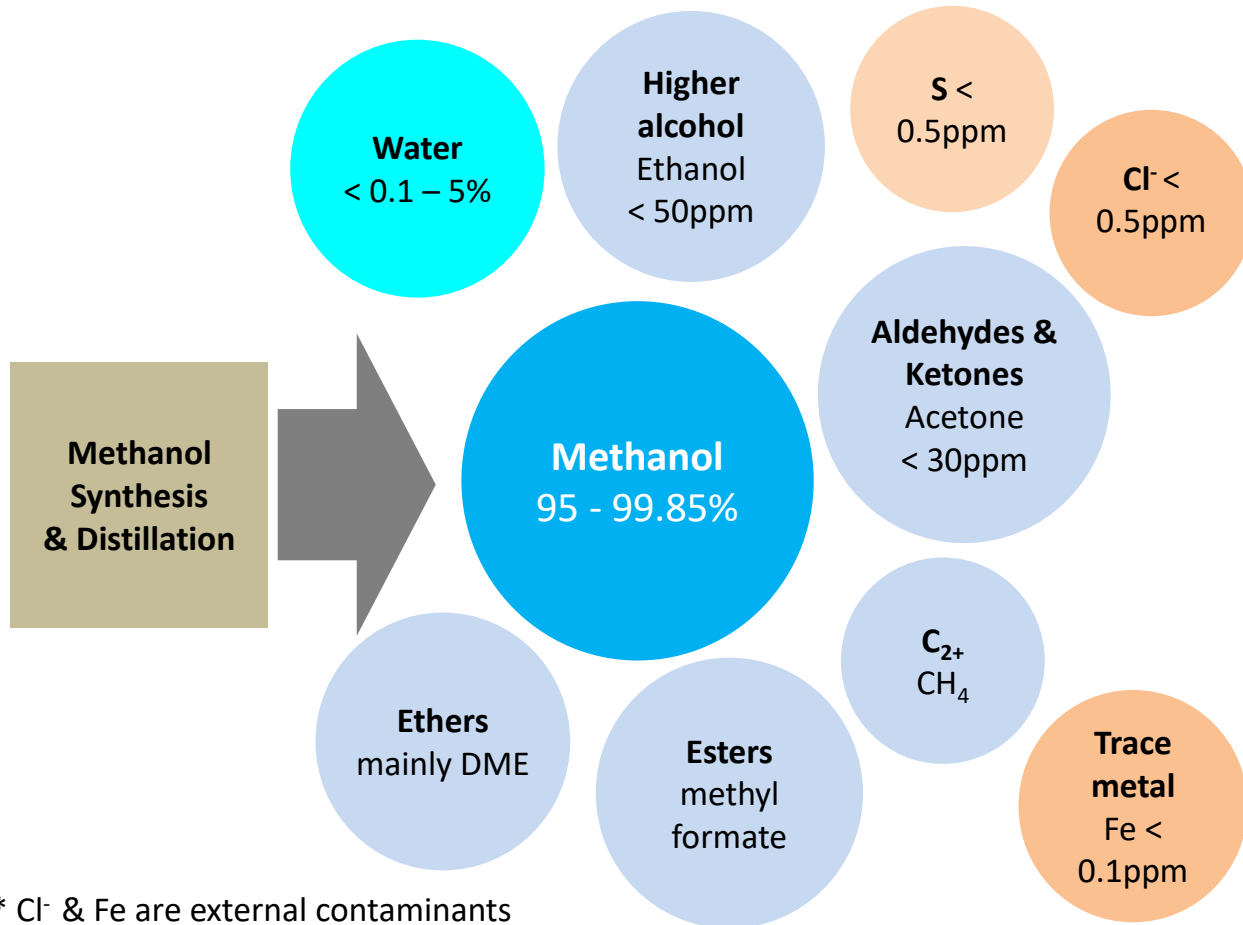 Water
< 0.1 – 5%
Higher
alcohol
Ethanol
< 50ppm
S <
0.5ppm
Cl⁻ <
0.5ppm
Aldehydes &
Ketones
Acetone
< 30ppm
Methanol
Synthesis
& Distillation
Methanol
95 - 99.85%
C₂₊
CH₄
Ethers
mainly DME
Esters
methyl
formate
Trace
metal
Fe <
0.1ppm
* Cl⁻ & Fe are external contaminants